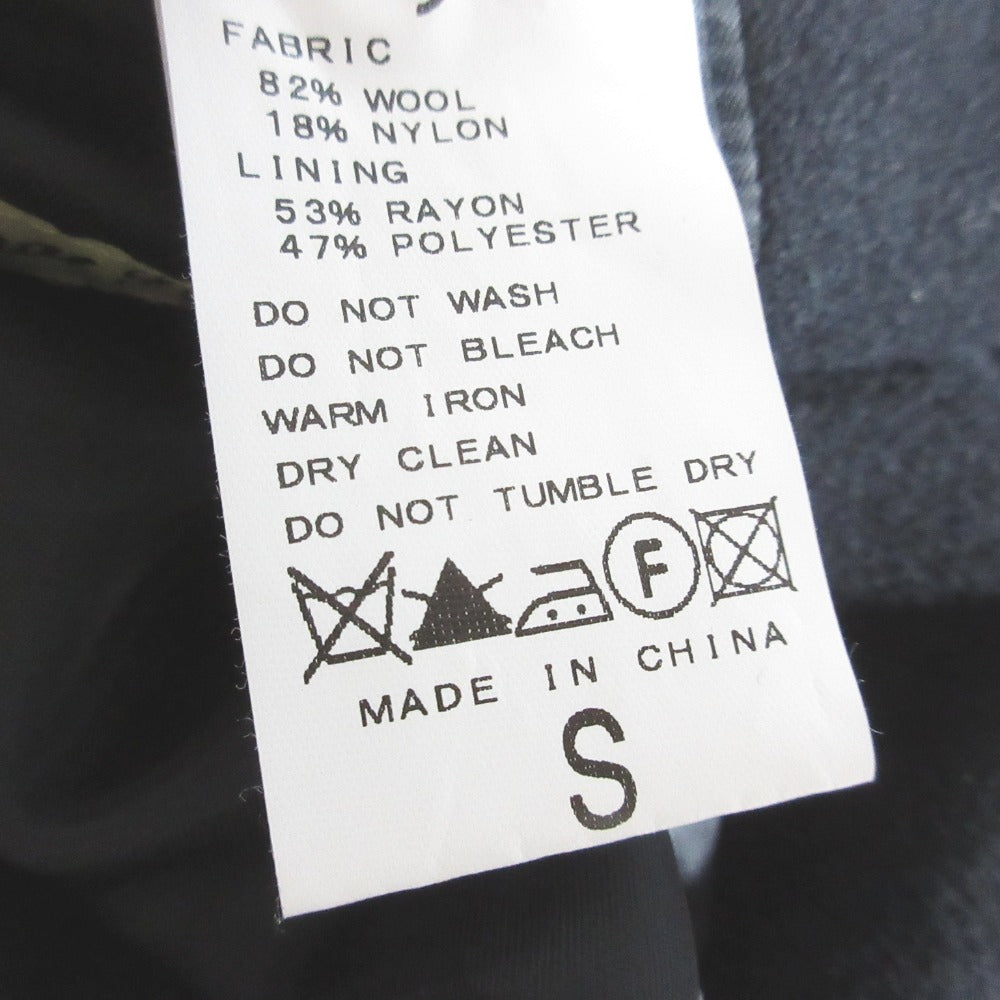 FABRIC
82% WOOL
18% NYLON
LINING
53% RAYON
47% POLYESTER
DO NOT WASH
DO NOT BLEACH
WARM IRON
DRY CLEAN
DO NOT TUMBLE DRY
F
MADE IN CHINA
S